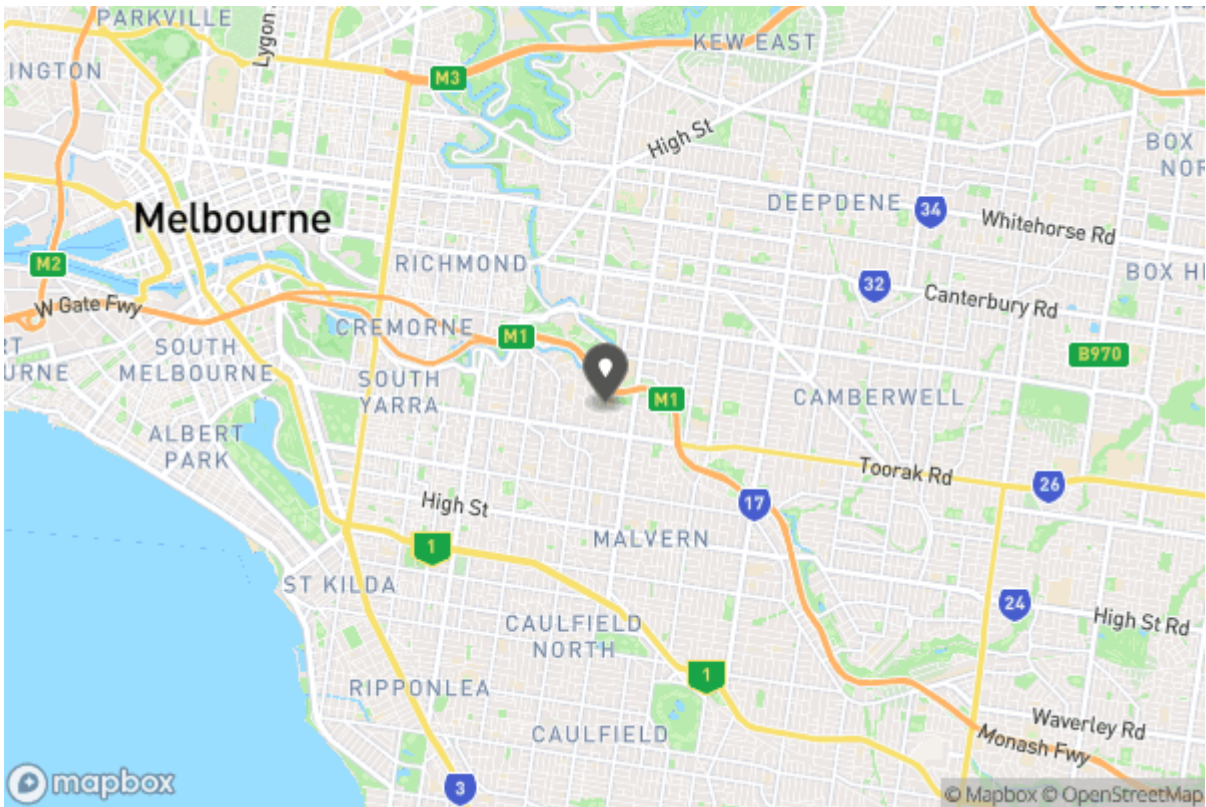 PARKVILLE
Lygon
M3
KEW EAST
INGTON
High St
BOX
NOR
DEEPDENE
34
Whitehorse Rd
Melbourne
M2
RICHMOND
32
Canterbury Rd
BOX HI
W Gate Fwy
CREMORNE
M1
B970
SOUTH
MELBOURNE
RT
URNE
SOUTH
YARRA
M1
CAMBERWELL
ALBERT
PARK
Toorak Rd
26
High St
17
1
MALVERN
ST KILDA
24
High St Rd
CAULFIELD
NORTH
1
RIPPONLEA
CAULFIELD
Waverley Rd
Monash Fwy
3
mapbox
© Mapbox © OpenStreetMap